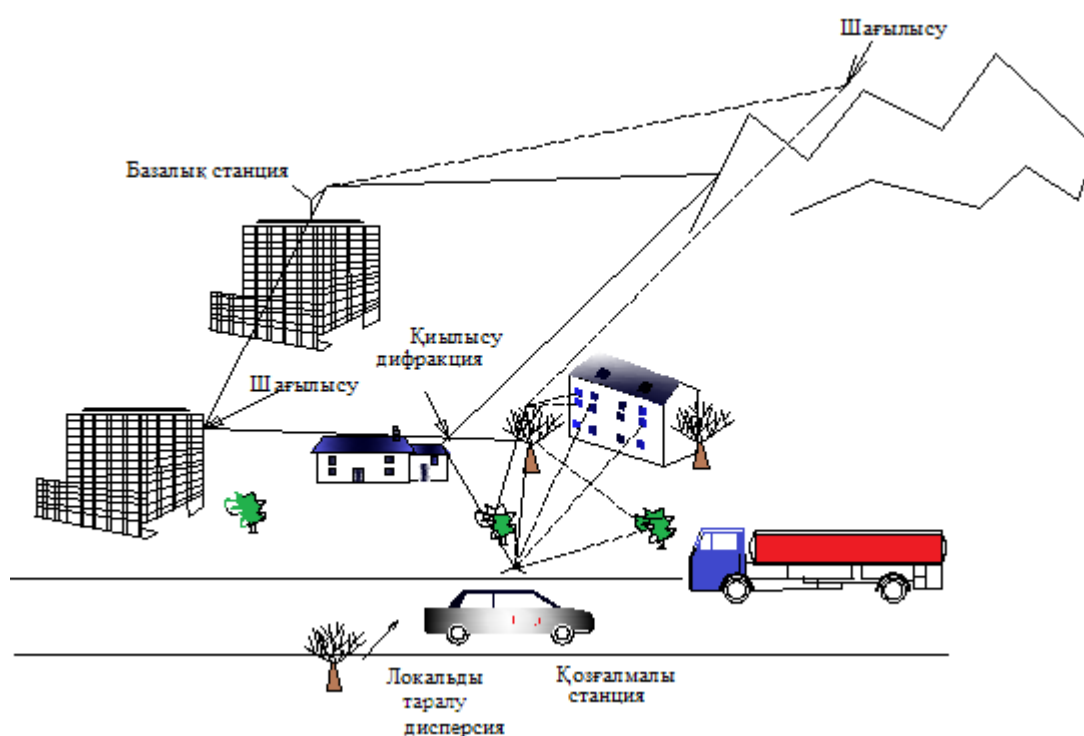 Шағылысу
Базалық станция
Қиылысу
дифракция
Шағылысу
Локальды
таралу
дисперсия
Қозғалмалы
станция